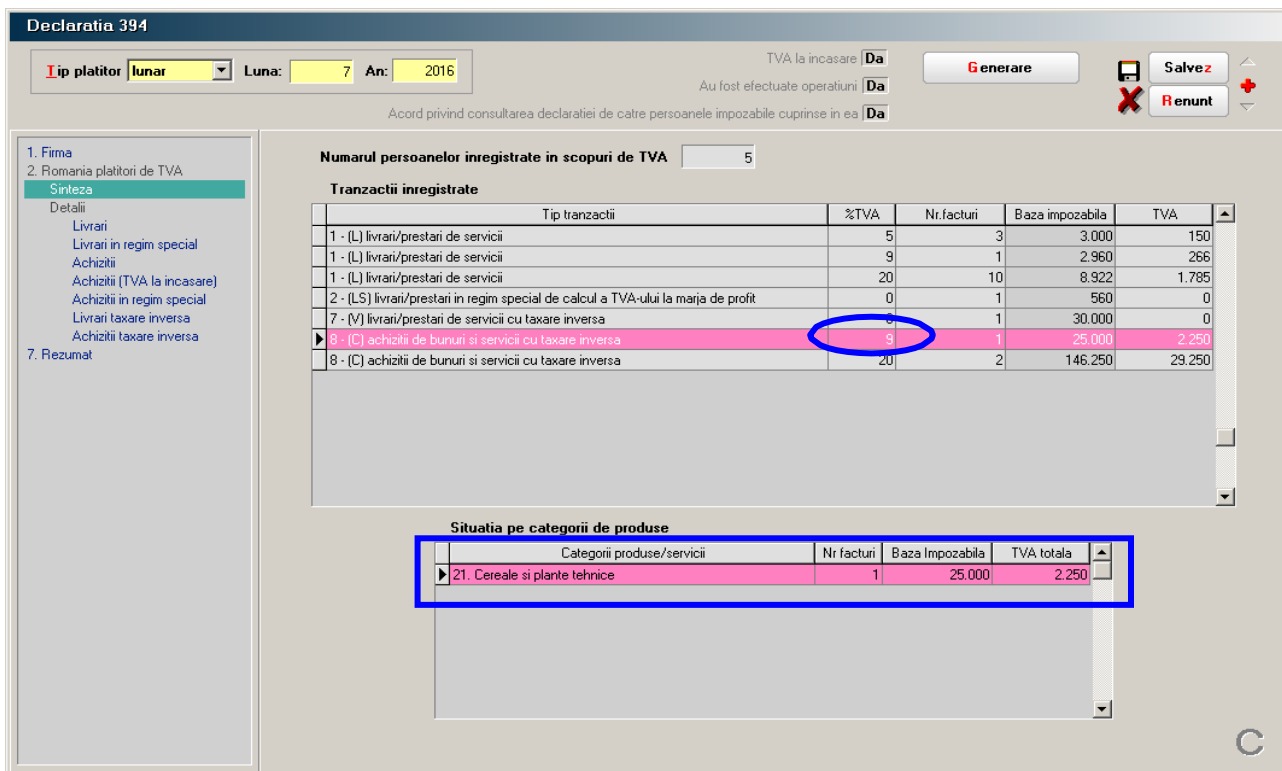 Declaratia 394
Tip platitor lunar Luna: 7 An: 2016
TVA la incasare Da
Au fost efectuate operatiuni Da
Acord privind consultarea declaratiei de catre persoanele impozabile cuprinse in ea Da
Generare
Salvez
Renunt
1. Firma
2. Romania platitori de TVA
Sinteza
Detalii
Livrari
Livrari in regim special
Achizitii
Achizitii (TVA la incasare)
Achizitii in regim special
Livrari taxare inversa
Achizitii taxare inversa
7. Rezumat
Numarul persoanelor inregistrate in scopuri de TVA 5
Tranzactii inregistrate
Tip tranzactii %TVA Nr.facturi Baza impozabila TVA
1 - (L) livrari/prestari de servicii 5 3 3.000 150
1 - (L) livrari/prestari de servicii 9 1 2.960 266
1 - (L) livrari/prestari de servicii 20 10 8.922 1.785
2 - (LS) livrari/prestari in regim special de calcul a TVA-ului la marja de profit 0 1 560 0
7 - (V) livrari/prestari de servicii cu taxare inversa 0 1 30.000 0
8 - (C) achizitii de bunuri si servicii cu taxare inversa 9 1 25.000 2.250
8 - (C) achizitii de bunuri si servicii cu taxare inversa 20 2 146.250 29.250
Situatia pe categorii de produse
Categorii produse/servicii Nr facturi Baza Impozabila TVA totala
21. Cereale si plante tehnice 1 25.000 2.250
C